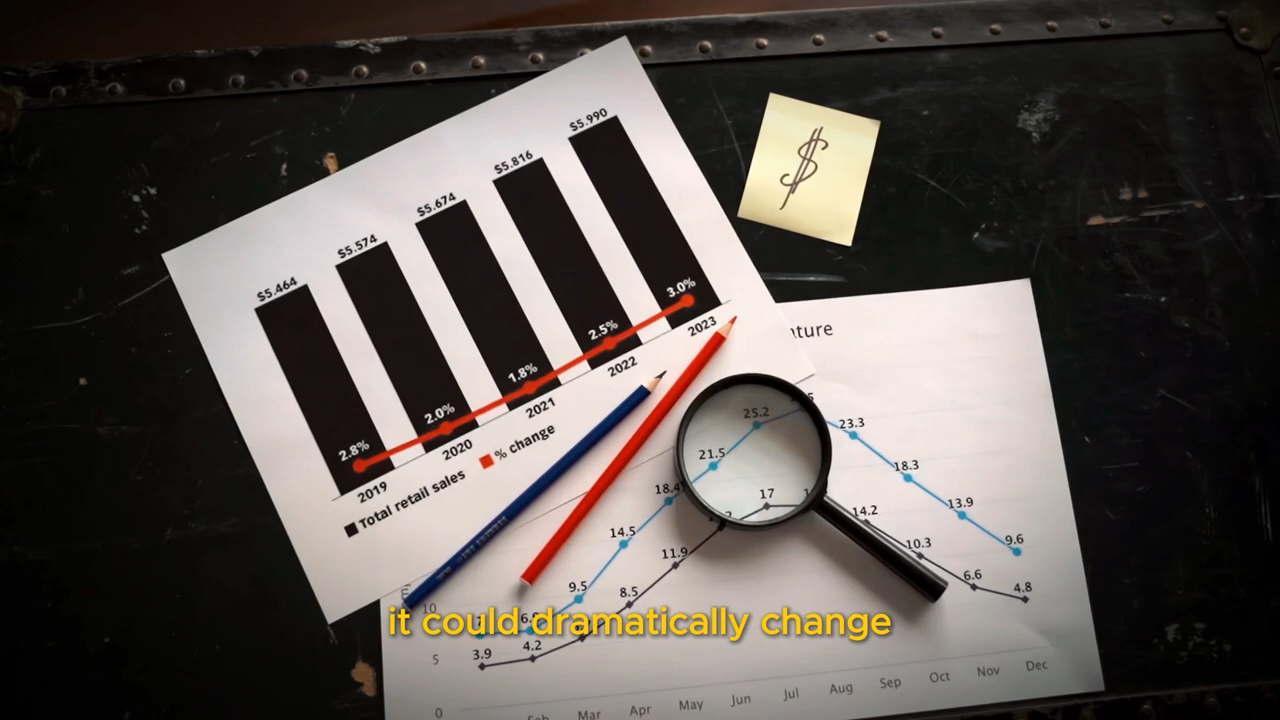 $5.464
$5.574
$5.674
$5.816
$5.990
2.8%
2.0%
1.8%
2.5%
3.0%
2019
2020
2021
2022
2023
Total retail sales
% change
$
25.2
23.3
21.5
18.3
18.4
17
14.5
14.2
13.9
11.9
10.3
9.5
9.6
8.5
6.6
4.8
4.2
3.9
10
5
0
Mar
Apr
May
Jun
Jul
Aug
Sep
Oct
Nov
Dec
it could dramatically change